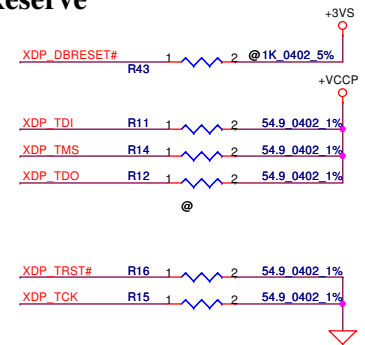 Reserve
+3VS
XDP_DBRESET# 1 2 @1K_0402_5%
R43
+VCCP
XDP_TDI R11 1 2 54.9_0402_1%
XDP_TMS R14 1 2 54.9_0402_1%
XDP_TDO R12 1 2 54.9_0402_1%
@
XDP_TRST# R16 1 2 54.9_0402_1%
XDP_TCK R15 1 2 54.9_0402_1%